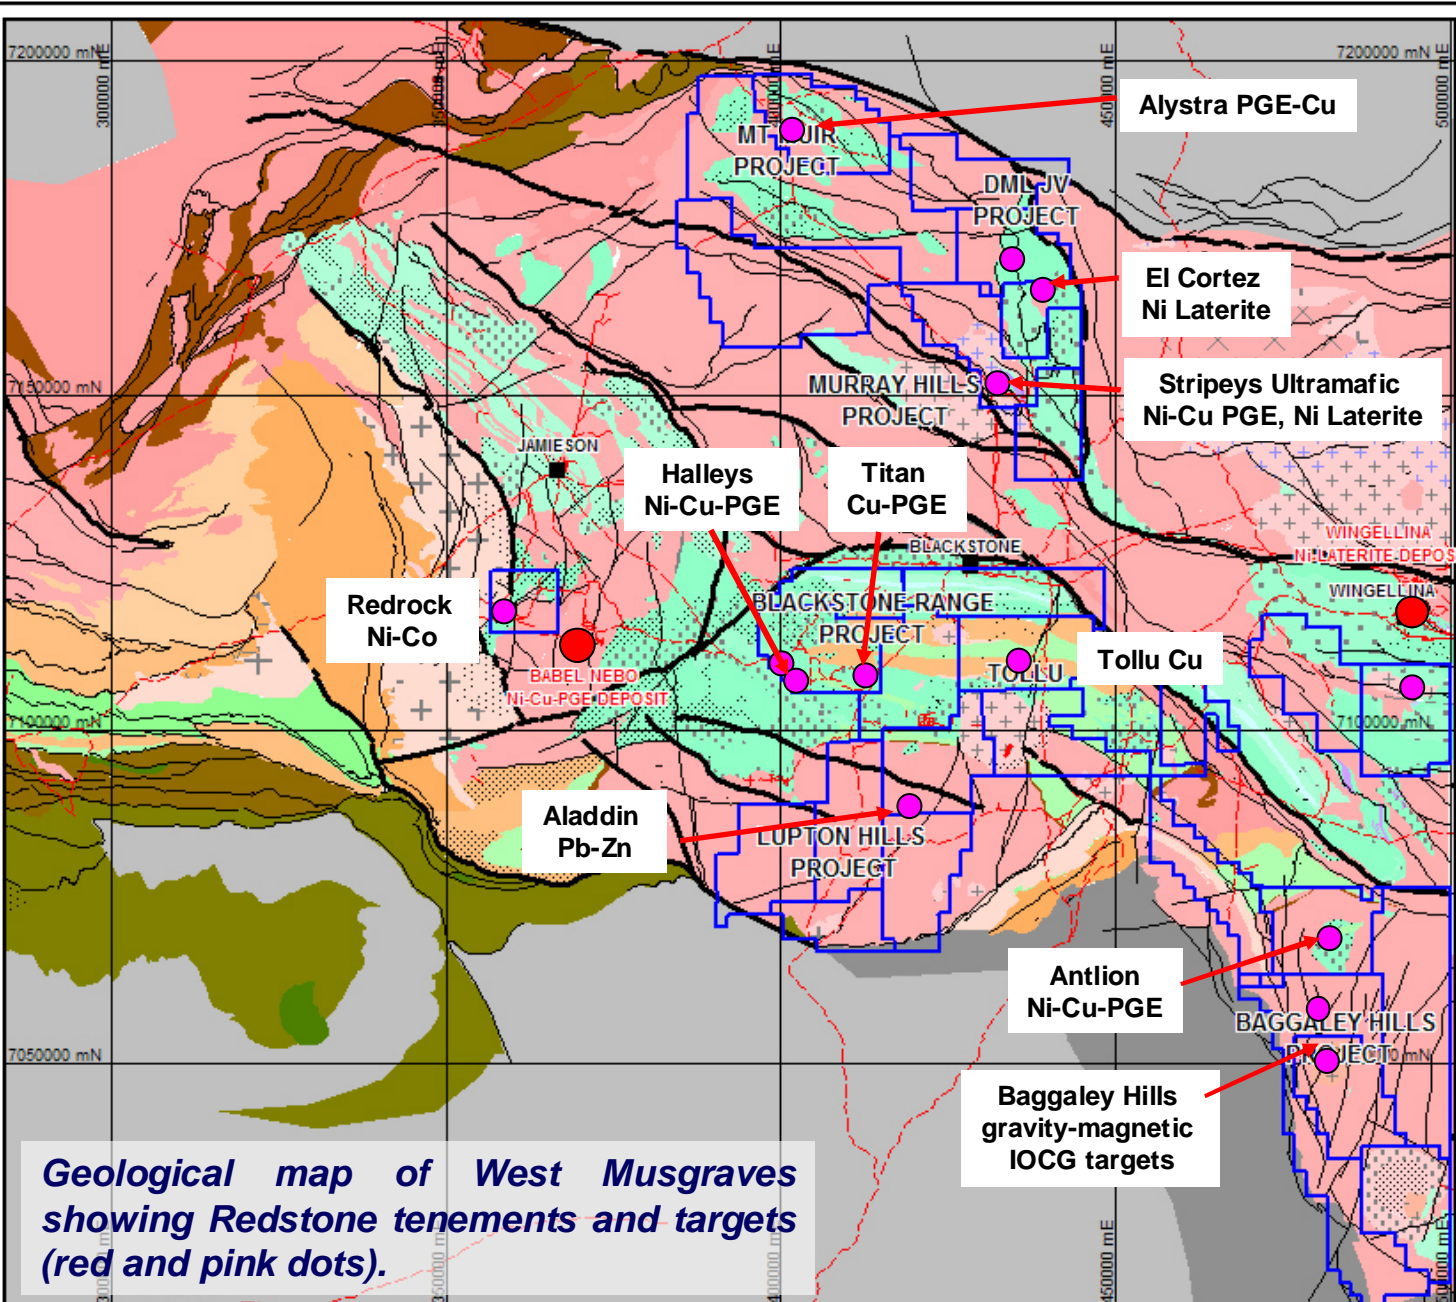 7200000 mN
7200000 mN
300000 mE
350000 mE
400000 mE
450000 mE
500000 mE
Alystra PGE-Cu
MT MUIR
PROJECT
DML JV
PROJECT
El Cortez
Ni Laterite
7150000 mN
MURRAY HILLS
PROJECT
Stripeys Ultramafic
Ni-Cu PGE, Ni Laterite
JAMIESON
Halleys
Ni-Cu-PGE
Titan
Cu-PGE
BLACKSTONE
WINGELLINA
Ni LATERITE DEPOS
WINGELLINA
Redrock
Ni-Co
BLACKSTONE RANGE
PROJECT
BABEL NEBO
Ni-Cu-PGE DEPOSIT
TOLLU
Tollu Cu
7100000 mN
7100000 mN
Aladdin
Pb-Zn
LUPTON HILLS
PROJECT
Antlion
Ni-Cu-PGE
BAGGALEY HILLS
PROJECT
7050000 mN
Baggaley Hills
gravity-magnetic
IOCG targets
Geological map of West Musgraves
showing Redstone tenements and targets
(red and pink dots).
450000 mE